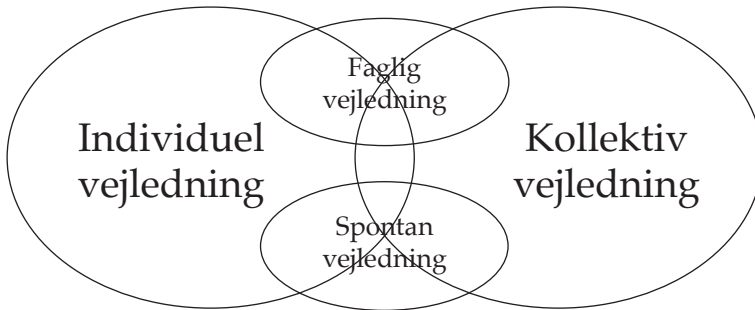 Faglig
vejledning
Individuel
vejledning
Kollektiv
vejledning
Spontan
vejledning